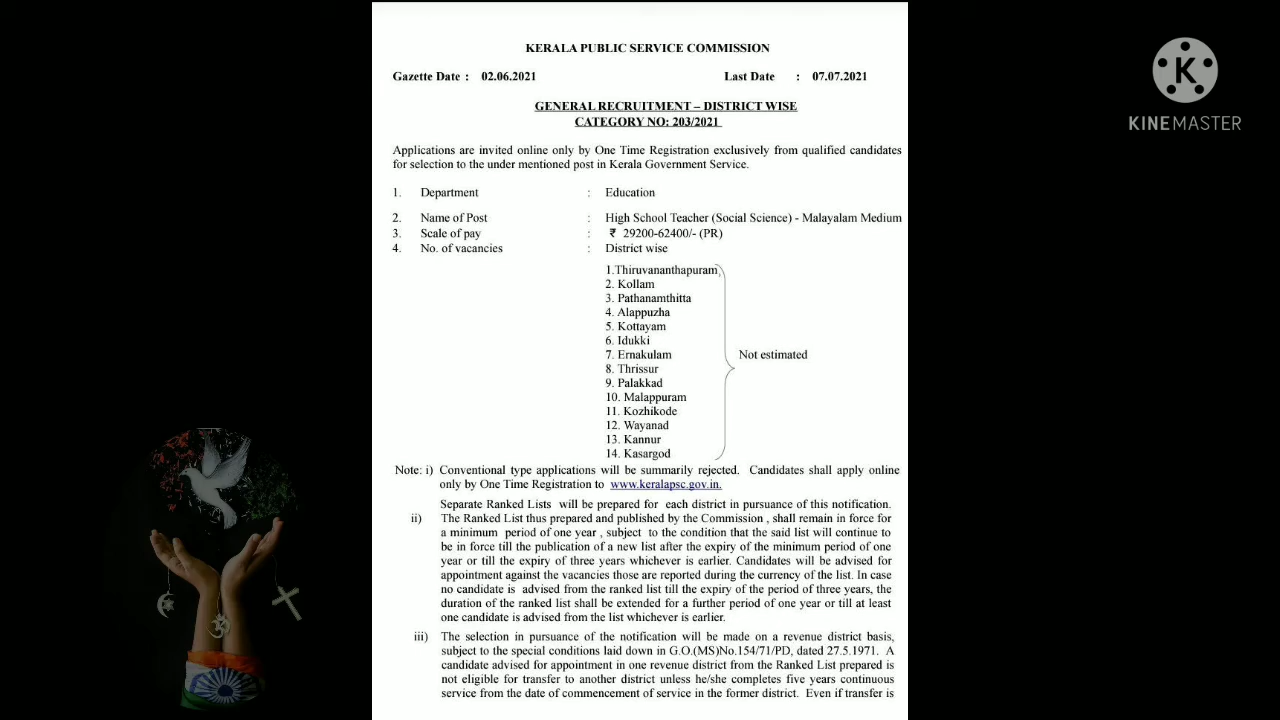 KERALA PUBLIC SERVICE COMMISSION
Gazette Date : 02.06.2021 Last Date : 07.07.2021
GENERAL RECRUITMENT – DISTRICT WISE
CATEGORY NO: 203/2021
Applications are invited online only by One Time Registration exclusively from qualified candidates
for selection to the under mentioned post in Kerala Government Service.
1. Department : Education
2. Name of Post : High School Teacher (Social Science) - Malayalam Medium
3. Scale of pay : ₹ 29200-62400/- (PR)
4. No. of vacancies : District wise
1.Thiruvananthapuram
2. Kollam
3. Pathanamthitta
4. Alappuzha
5. Kottayam
6. Idukki
7. Ernakulam Not estimated
8. Thrissur
9. Palakkad
10. Malappuram
11. Kozhikode
12. Wayanad
13. Kannur
14. Kasargod
Note: i) Conventional type applications will be summarily rejected. Candidates shall apply online
only by One Time Registration to www.keralapsc.gov.in.
Separate Ranked Lists will be prepared for each district in pursuance of this notification.
ii) The Ranked List thus prepared and published by the Commission , shall remain in force for
a minimum period of one year , subject to the condition that the said list will continue to
be in force till the publication of a new list after the expiry of the minimum period of one
year or till the expiry of three years whichever is earlier. Candidates will be advised for
appointment against the vacancies those are reported during the currency of the list. In case
no candidate is advised from the ranked list till the expiry of the period of three years, the
duration of the ranked list shall be extended for a further period of one year or till at least
one candidate is advised from the list whichever is earlier.
iii) The selection in pursuance of the notification will be made on a revenue district basis,
subject to the special conditions laid down in G.O.(MS)No.154/71/PD, dated 27.5.1971. A
candidate advised for appointment in one revenue district from the Ranked List prepared is
not eligible for transfer to another district unless he/she completes five years continuous
service from the date of commencement of service in the former district. Even if transfer is
K
KINEMASTER